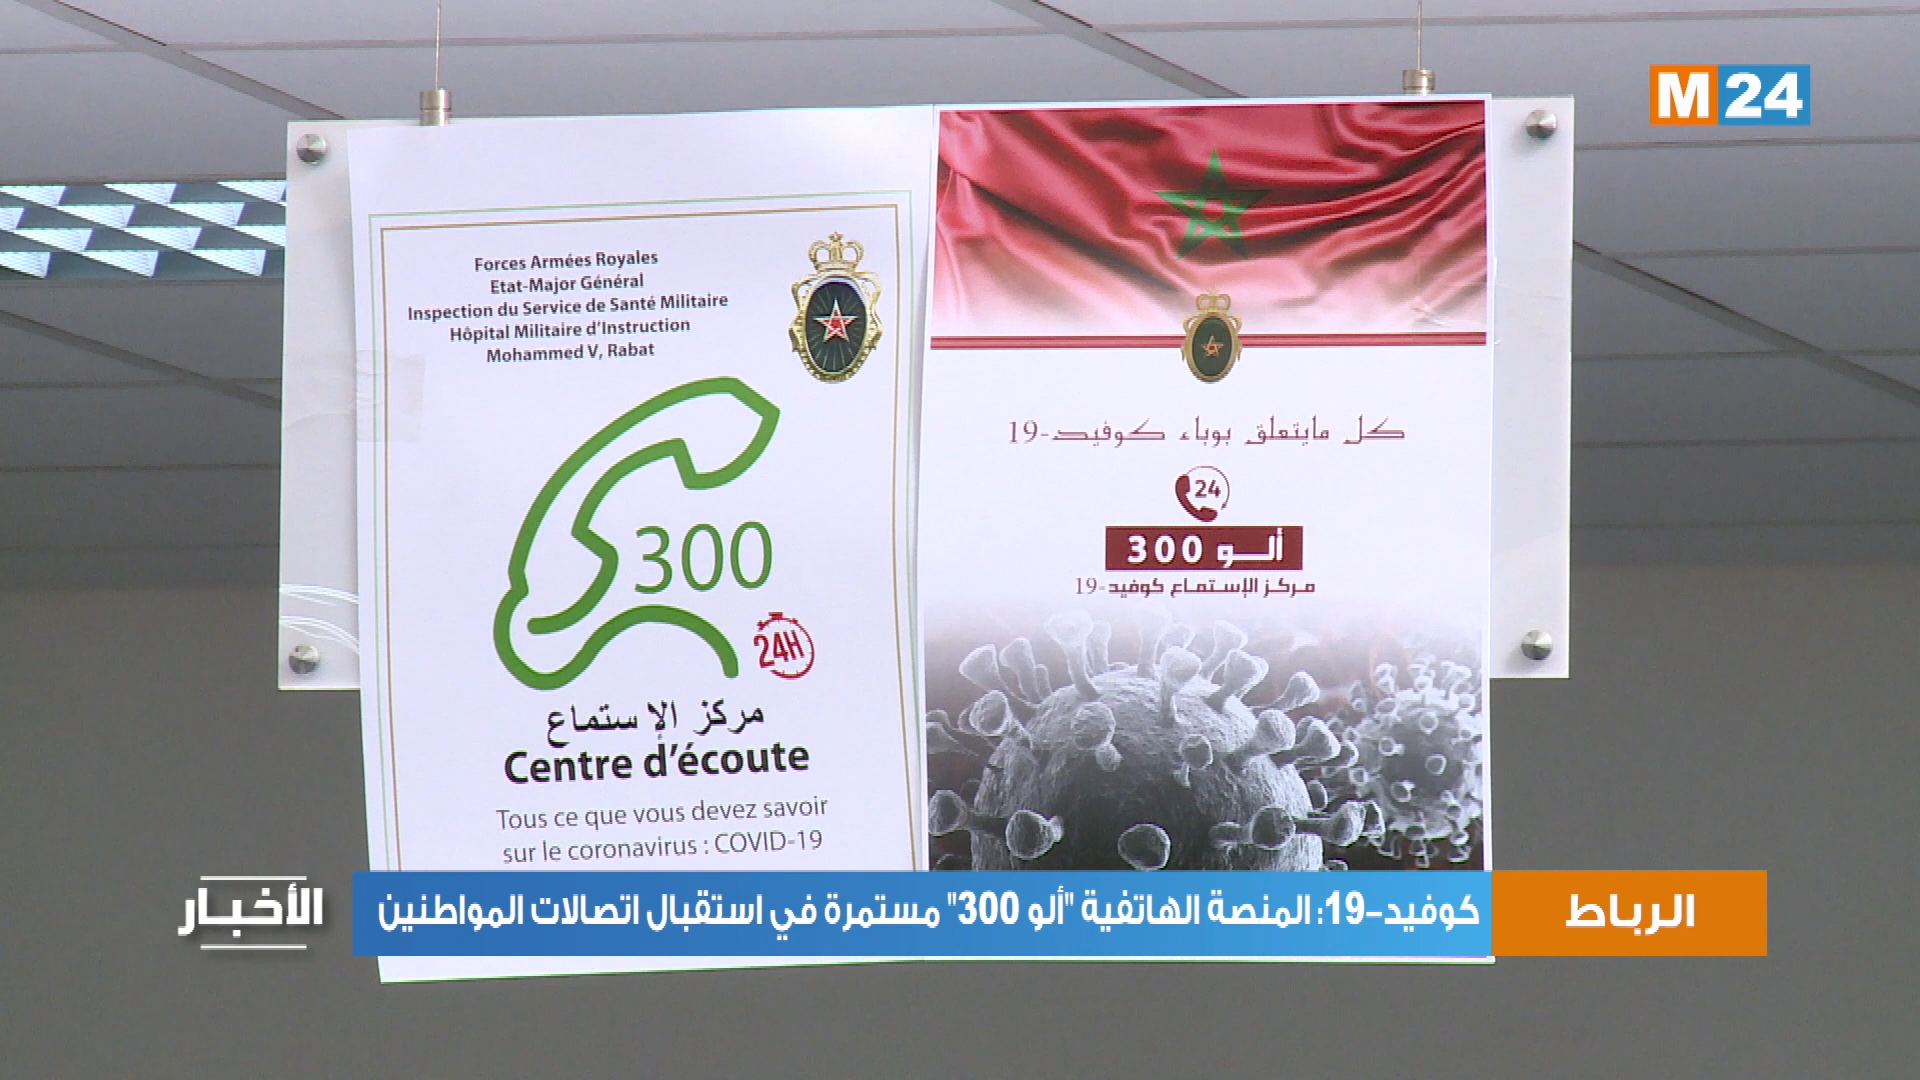 M 24
Forces Armées Royales
Etat-Major Général
Inspection du Service de Santé Militaire
Hôpital Militaire d'Instruction
Mohammed V, Rabat
300
24H
مركز الإستماع
Centre d'écoute
Tous ce que vous devez savoir
sur le coronavirus : COVID-19
كل مايتعلق بوباء كوفيد-19
24
ألو 300
مركز الإستماع كوفيد-19
الرباط
كوفيد-19: المنصة الهاتفية "ألو 300" مستمرة في استقبال اتصالات المواطنين
الأخبار